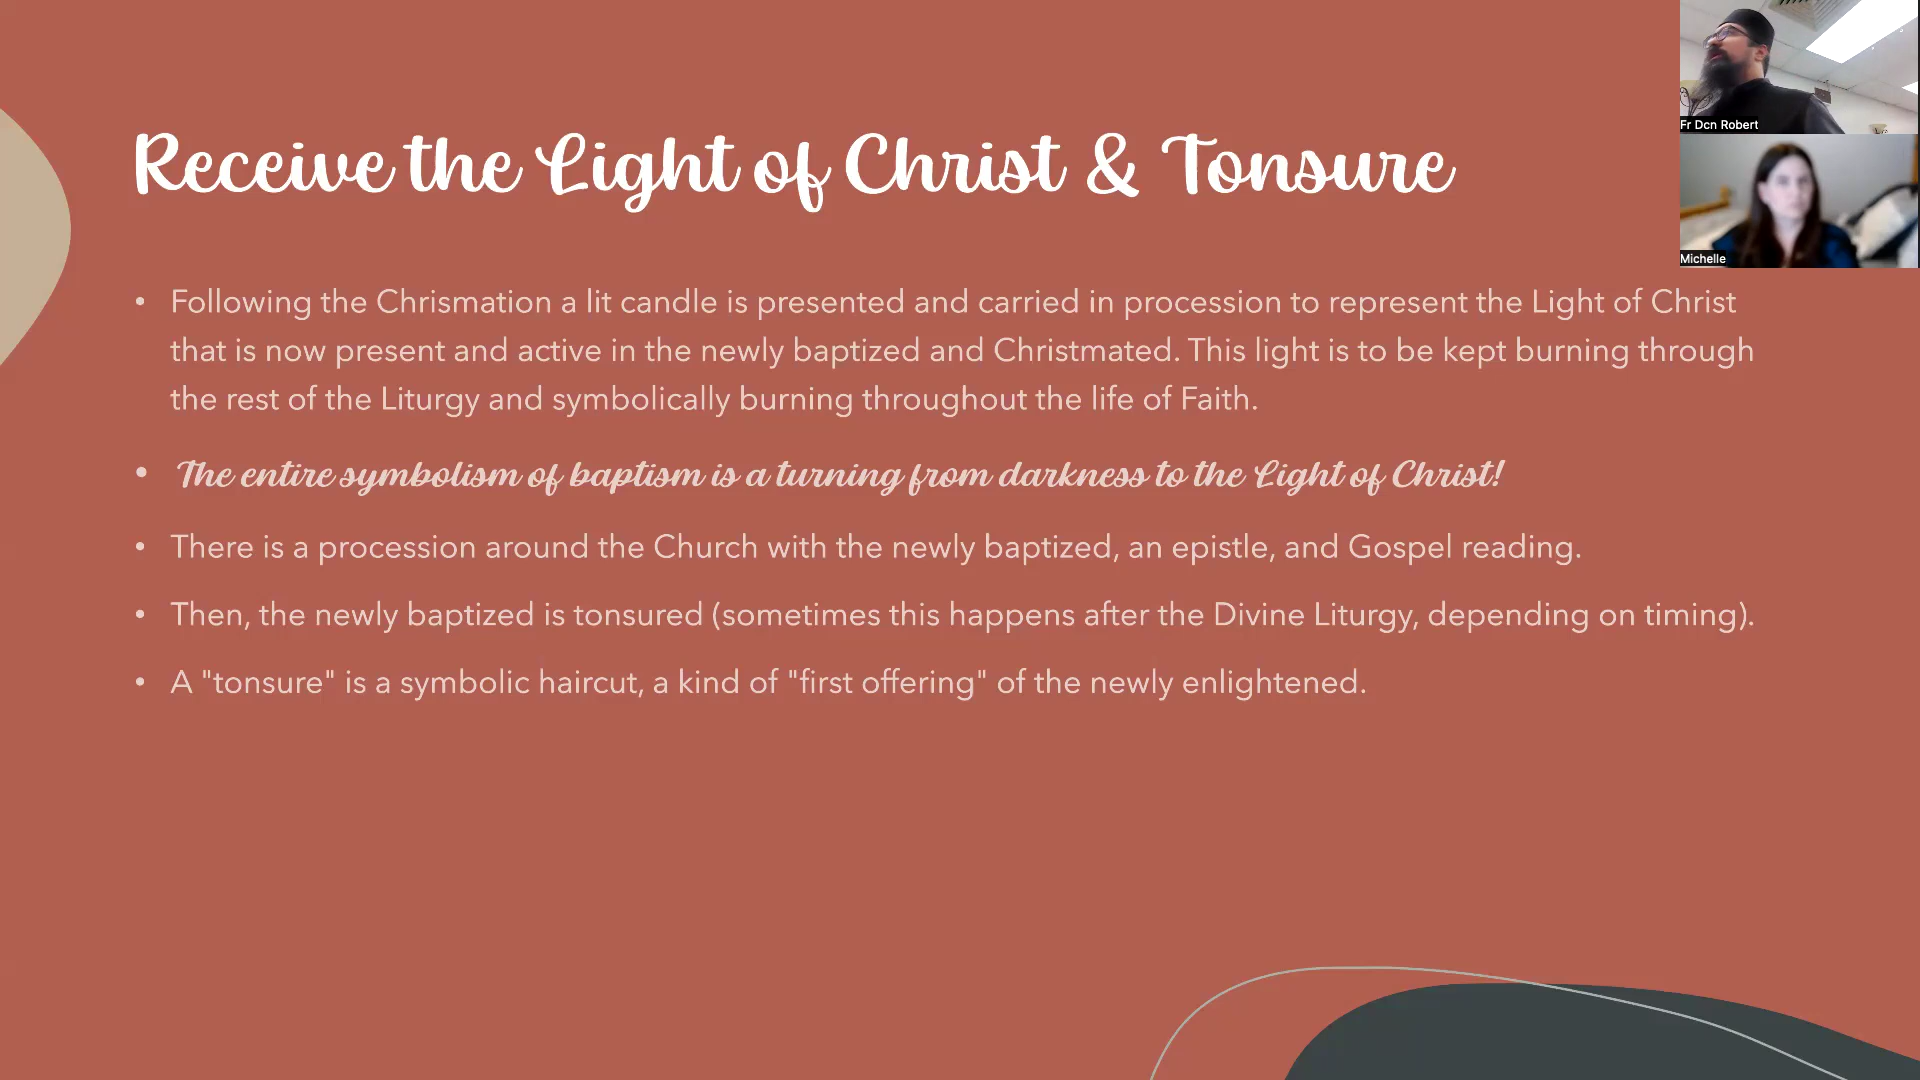 Receive the Light of Christ & Tonsure
• Following the Chrismation a lit candle is presented and carried in procession to represent the Light of Christ
that is now present and active in the newly baptized and Christmated. This light is to be kept burning through
the rest of the Liturgy and symbolically burning throughout the life of Faith.
• The entire symbolism of baptism is a turning from darkness to the Light of Christ!
• There is a procession around the Church with the newly baptized, an epistle, and Gospel reading.
• Then, the newly baptized is tonsured (sometimes this happens after the Divine Liturgy, depending on timing).
• A "tonsure" is a symbolic haircut, a kind of "first offering" of the newly enlightened.
Fr Dcn Robert
Michelle